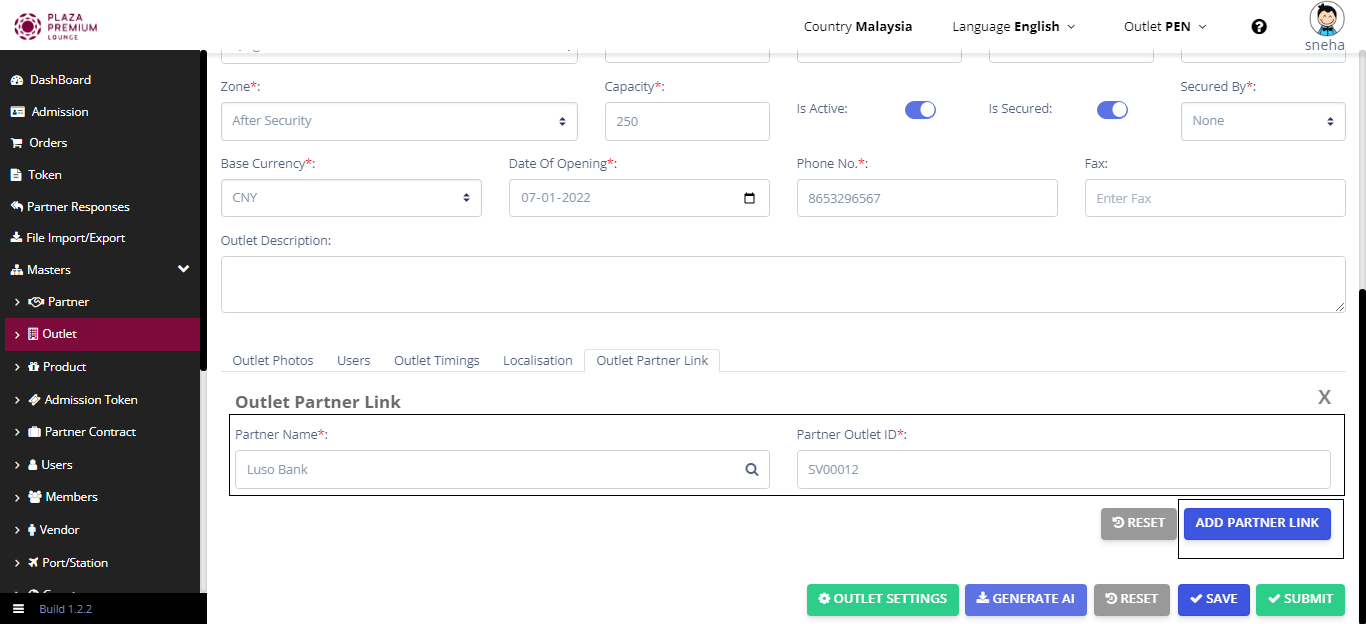 PLAZA
PREMIUM
LOUNGE
Country Malaysia
Language English
Outlet PEN
sneha
DashBoard
Admission
Orders
Token
Partner Responses
File Import/Export
Masters
Partner
Outlet
Product
Admission Token
Partner Contract
Users
Members
Vendor
Port/Station
Build 1.2.2
Zone*:
Capacity*:
Is Active:
Is Secured:
Secured By*:
After Security
250
None
Base Currency*:
Date Of Opening*:
Phone No.*:
Fax:
CNY
07-01-2022
8653296567
Enter Fax
Outlet Description:
Outlet Photos
Users
Outlet Timings
Localisation
Outlet Partner Link
Outlet Partner Link
X
Partner Name*:
Partner Outlet ID*:
Luso Bank
SV00012
RESET
ADD PARTNER LINK
OUTLET SETTINGS
GENERATE AI
RESET
SAVE
SUBMIT